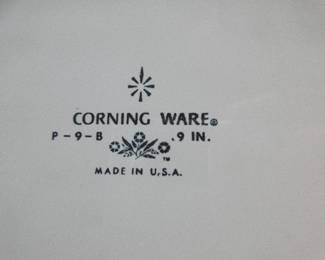 CORNING WARE®
P-9-B .9 IN.
TM
MADE IN U.S.A.